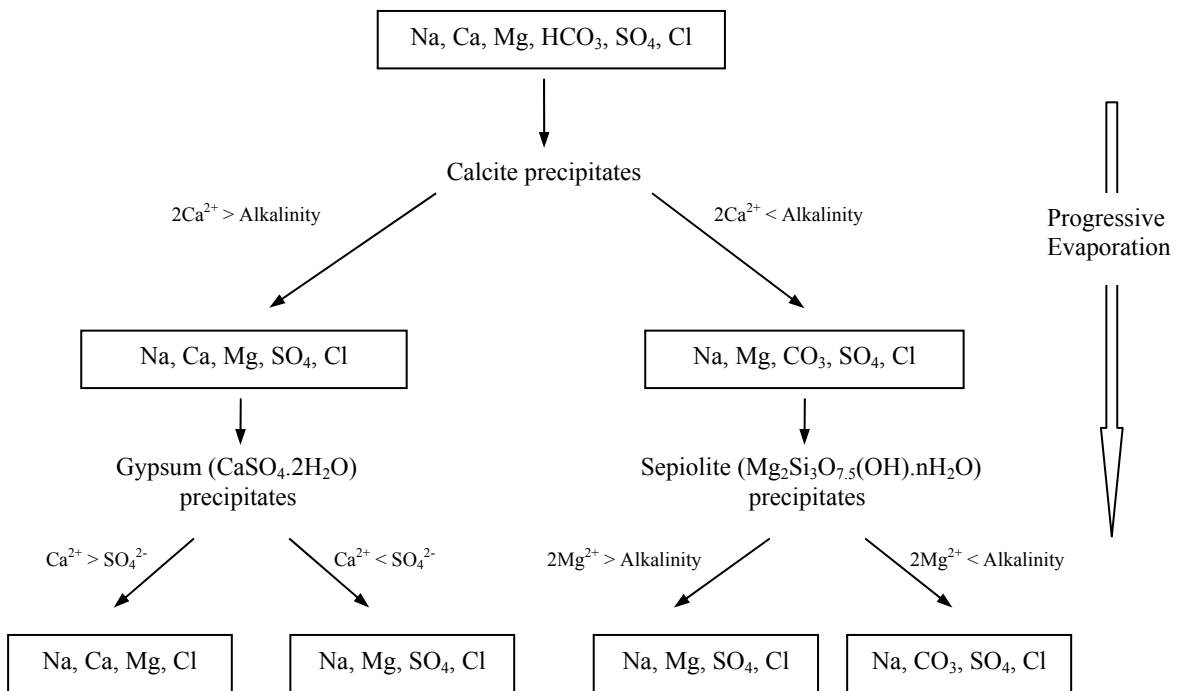 Na, Ca, Mg, HCO₃, SO₄, Cl
Calcite precipitates
2Ca²⁺ > Alkalinity
2Ca²⁺ < Alkalinity
Progressive
Evaporation
Na, Ca, Mg, SO₄, Cl
Na, Mg, CO₃, SO₄, Cl
Gypsum (CaSO₄.2H₂O)
precipitates
Sepiolite (Mg₂Si₃O₇.₅(OH).nH₂O)
precipitates
Ca²⁺ > SO₄²⁻
Ca²⁺ < SO₄²⁻
2Mg²⁺ > Alkalinity
2Mg²⁺ < Alkalinity
Na, Ca, Mg, Cl
Na, Mg, SO₄, Cl
Na, Mg, SO₄, Cl
Na, CO₃, SO₄, Cl